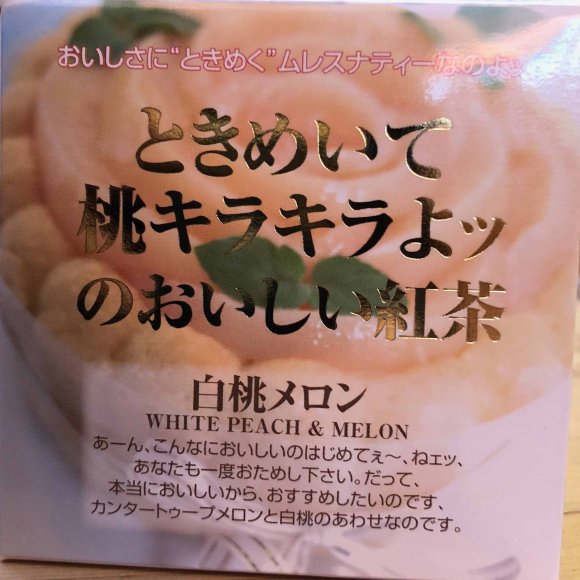 おいしさに“ときめく”ムレスナティーなのよッ
ときめいて
桃キラキラよッ
のおいしい紅茶
白桃メロン
WHITE PEACH & MELON
あーん、こんなにおいしいのはじめてぇ〜、ねェッ、
あなたも一度おためし下さい。だって、
本当においしいから、おすすめしたいのです、
カンタートゥープメロンと白桃のあわせなのです。